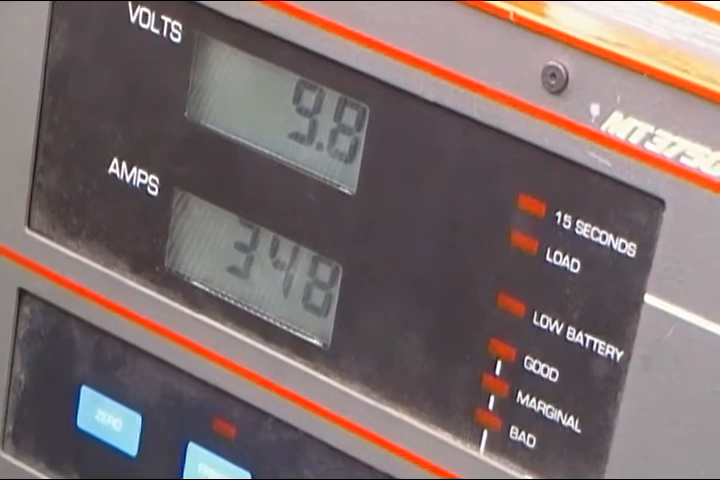 VOLTS
9.8
MT3750
AMPS
348
15 SECONDS
LOAD
LOW BATTERY
GOOD
MARGINAL
BAD
ZERO